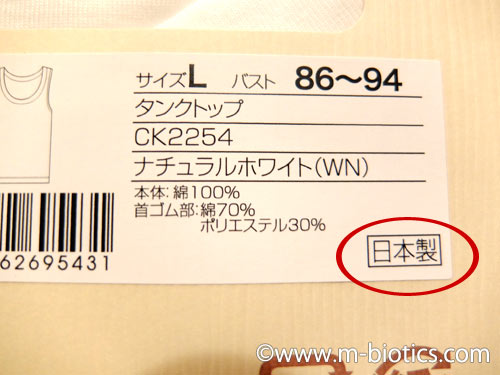 サイズL バスト 86～94
タンクトップ
CK2254
ナチュラルホワイト(WN)
本体:綿100%
首ゴム部:綿70%
ポリエステル30%
62695431
日本製
©www.m-biotics.com